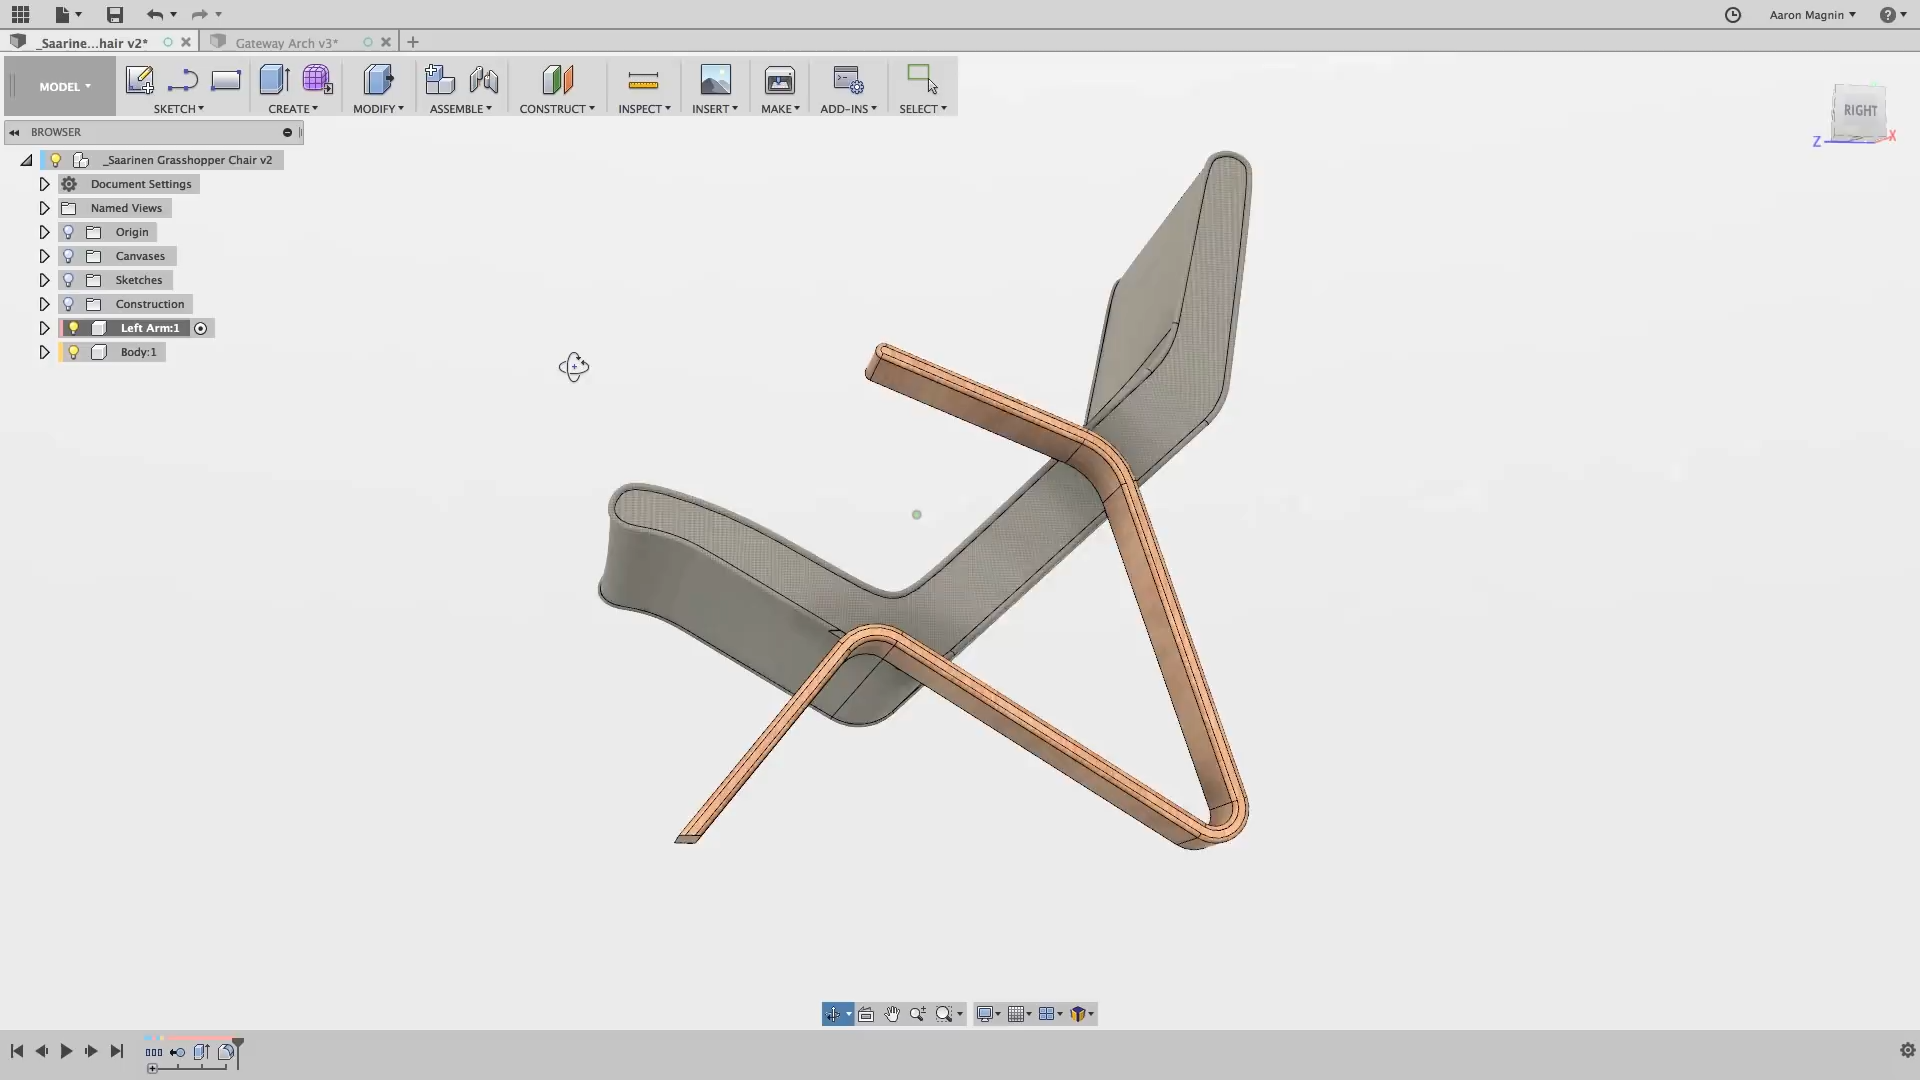 Aaron Magnin
_Saarine...hair v2*
Gateway Arch v3*
MODEL
SKETCH
CREATE
MODIFY
ASSEMBLE
CONSTRUCT
INSPECT
INSERT
MAKE
ADD-INS
SELECT
RIGHT
Z
X
BROWSER
_Saarinen Grasshopper Chair v2
Document Settings
Named Views
Origin
Canvases
Sketches
Construction
Left Arm:1
Body:1